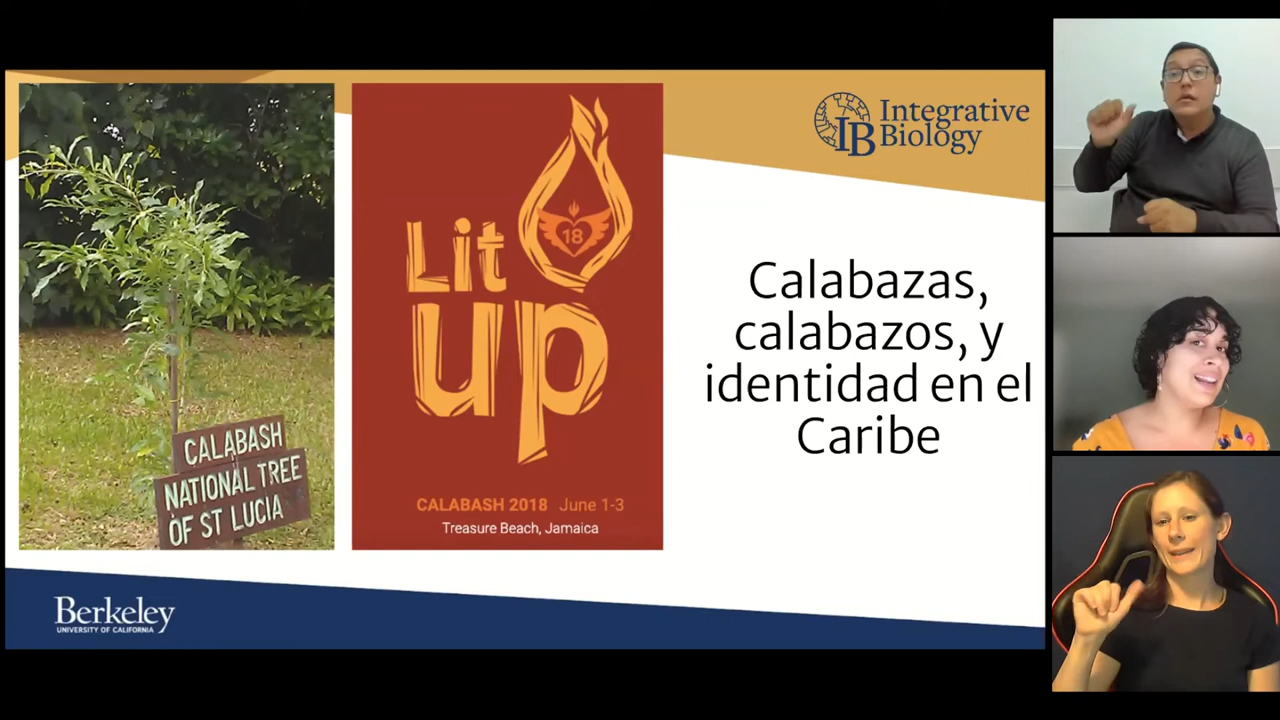 CALABASH
NATIONAL TREE
OF ST LUCIA
Lit
18
up
CALABASH 2018 June 1-3
Treasure Beach, Jamaica
IB
Integrative
Biology
Calabazas,
calabazos, y
identidad en el
Caribe
Berkeley
UNIVERSITY OF CALIFORNIA